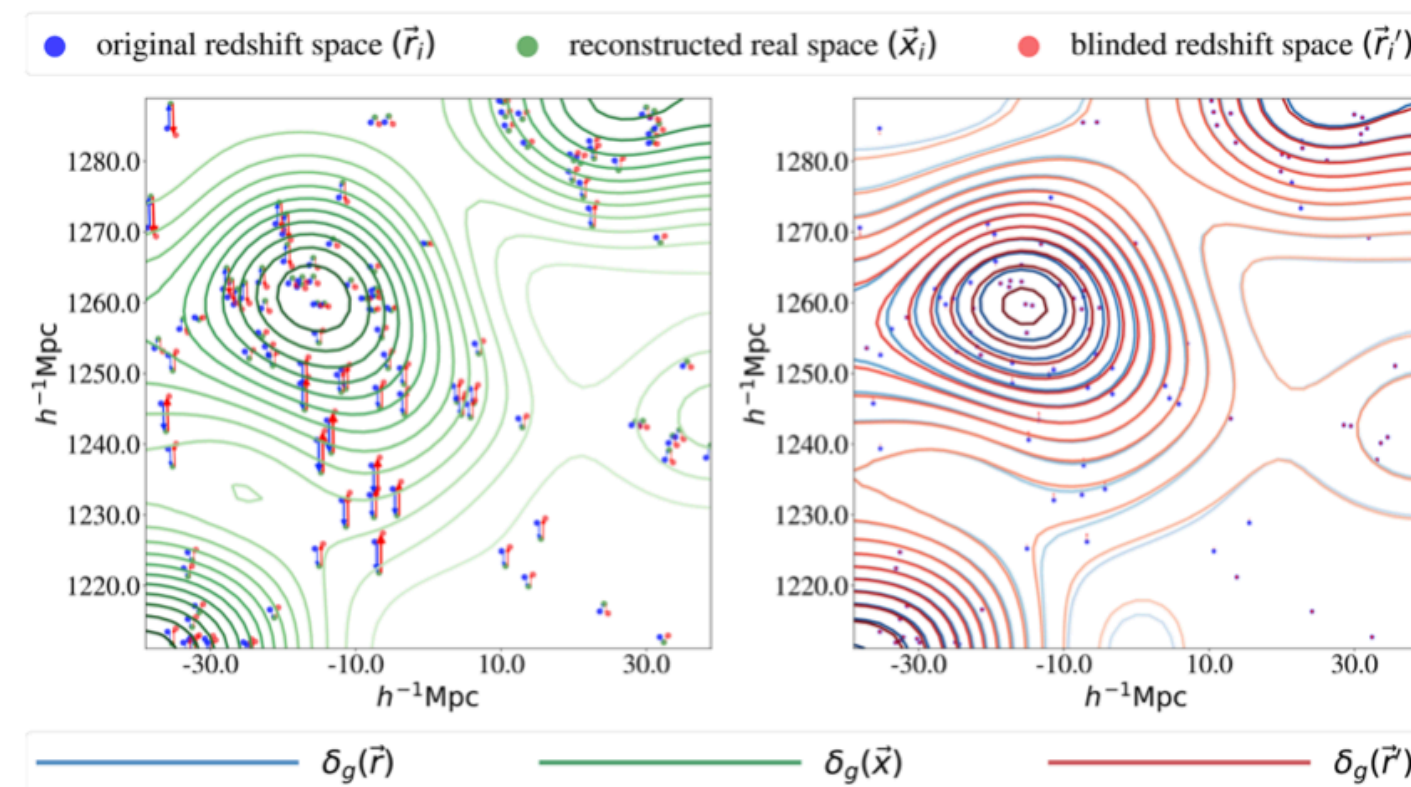 original redshift space (r⃗ᵢ) reconstructed real space (x⃗ᵢ) blinded redshift space (r⃗ᵢ′)
1280.0 1280.0
1270.0 1270.0
1260.0 1260.0
1250.0 1250.0
1240.0 1240.0
1230.0 1230.0
1220.0 1220.0
h⁻¹Mpc h⁻¹Mpc
-30.0 -10.0 10.0 30.0 -30.0 -10.0 10.0 30.0
h⁻¹Mpc h⁻¹Mpc
δg(r⃗) δg(x⃗) δg(r⃗′)